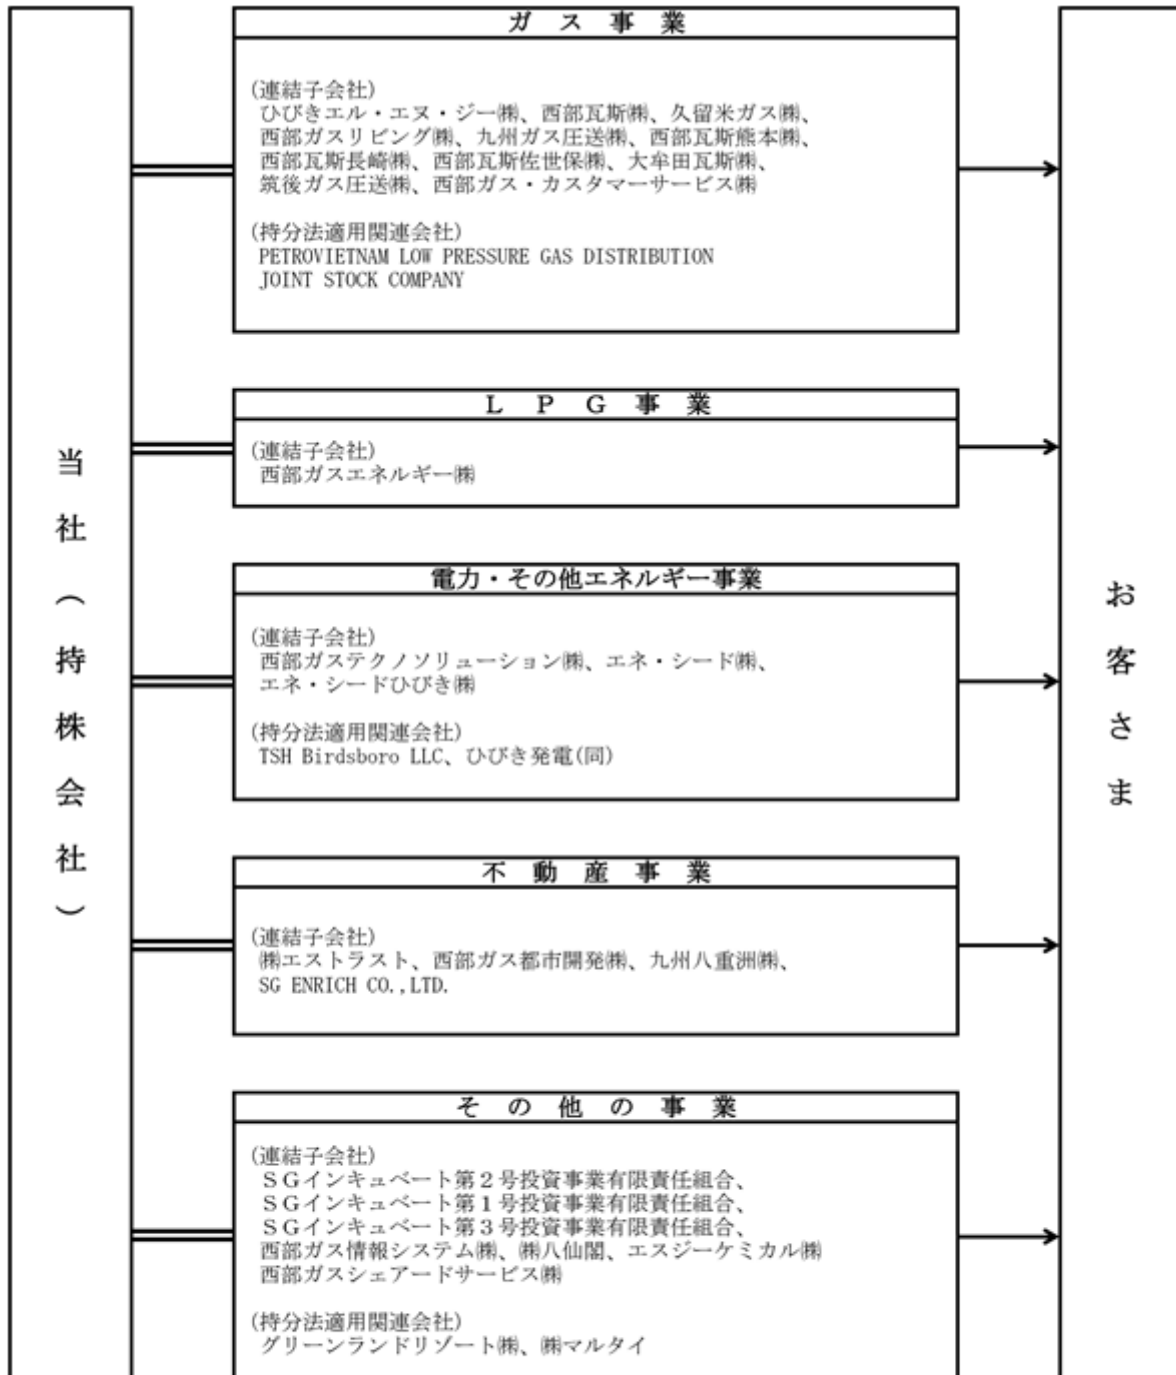 当社（持株会社）
ガス事業
(連結子会社)
ひびきエル・エヌ・ジー㈱、西部瓦斯㈱、久留米ガス㈱、
西部ガスリビング㈱、九州ガス圧送㈱、西部瓦斯熊本㈱、
西部瓦斯長崎㈱、西部瓦斯佐世保㈱、大牟田瓦斯㈱、
筑後ガス圧送㈱、西部ガス・カスタマーサービス㈱
(持分法適用関連会社)
PETROVIETNAM LOW PRESSURE GAS DISTRIBUTION
JOINT STOCK COMPANY
ＬＰＧ事業
(連結子会社)
西部ガスエネルギー㈱
電力・その他エネルギー事業
(連結子会社)
西部ガステクノソリューション㈱、エネ・シード㈱、
エネ・シードひびき㈱
(持分法適用関連会社)
TSH Birdsboro LLC、ひびき発電(同)
不動産事業
(連結子会社)
㈱エストラスト、西部ガス都市開発㈱、九州八重洲㈱、
SG ENRICH CO.,LTD.
その他の事業
(連結子会社)
ＳＧインキュベート第２号投資事業有限責任組合、
ＳＧインキュベート第１号投資事業有限責任組合、
ＳＧインキュベート第３号投資事業有限責任組合、
西部ガス情報システム㈱、㈱八仙閣、エスジーケミカル㈱
西部ガスシェアードサービス㈱
(持分法適用関連会社)
グリーンランドリゾート㈱、㈱マルタイ
お客さま